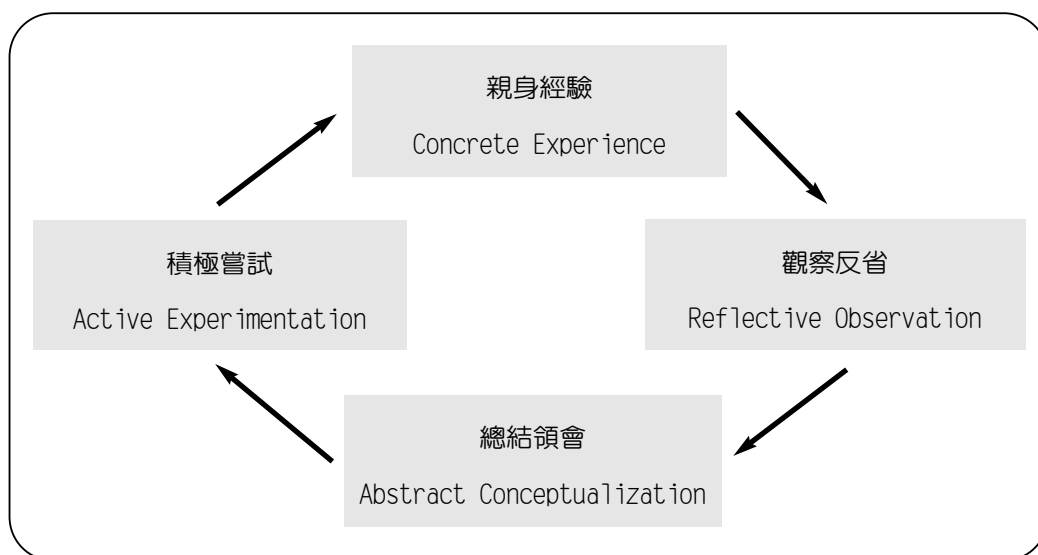 親身經驗
Concrete Experience
積極嘗試
Active Experimentation
觀察反省
Reflective Observation
總結領會
Abstract Conceptualization